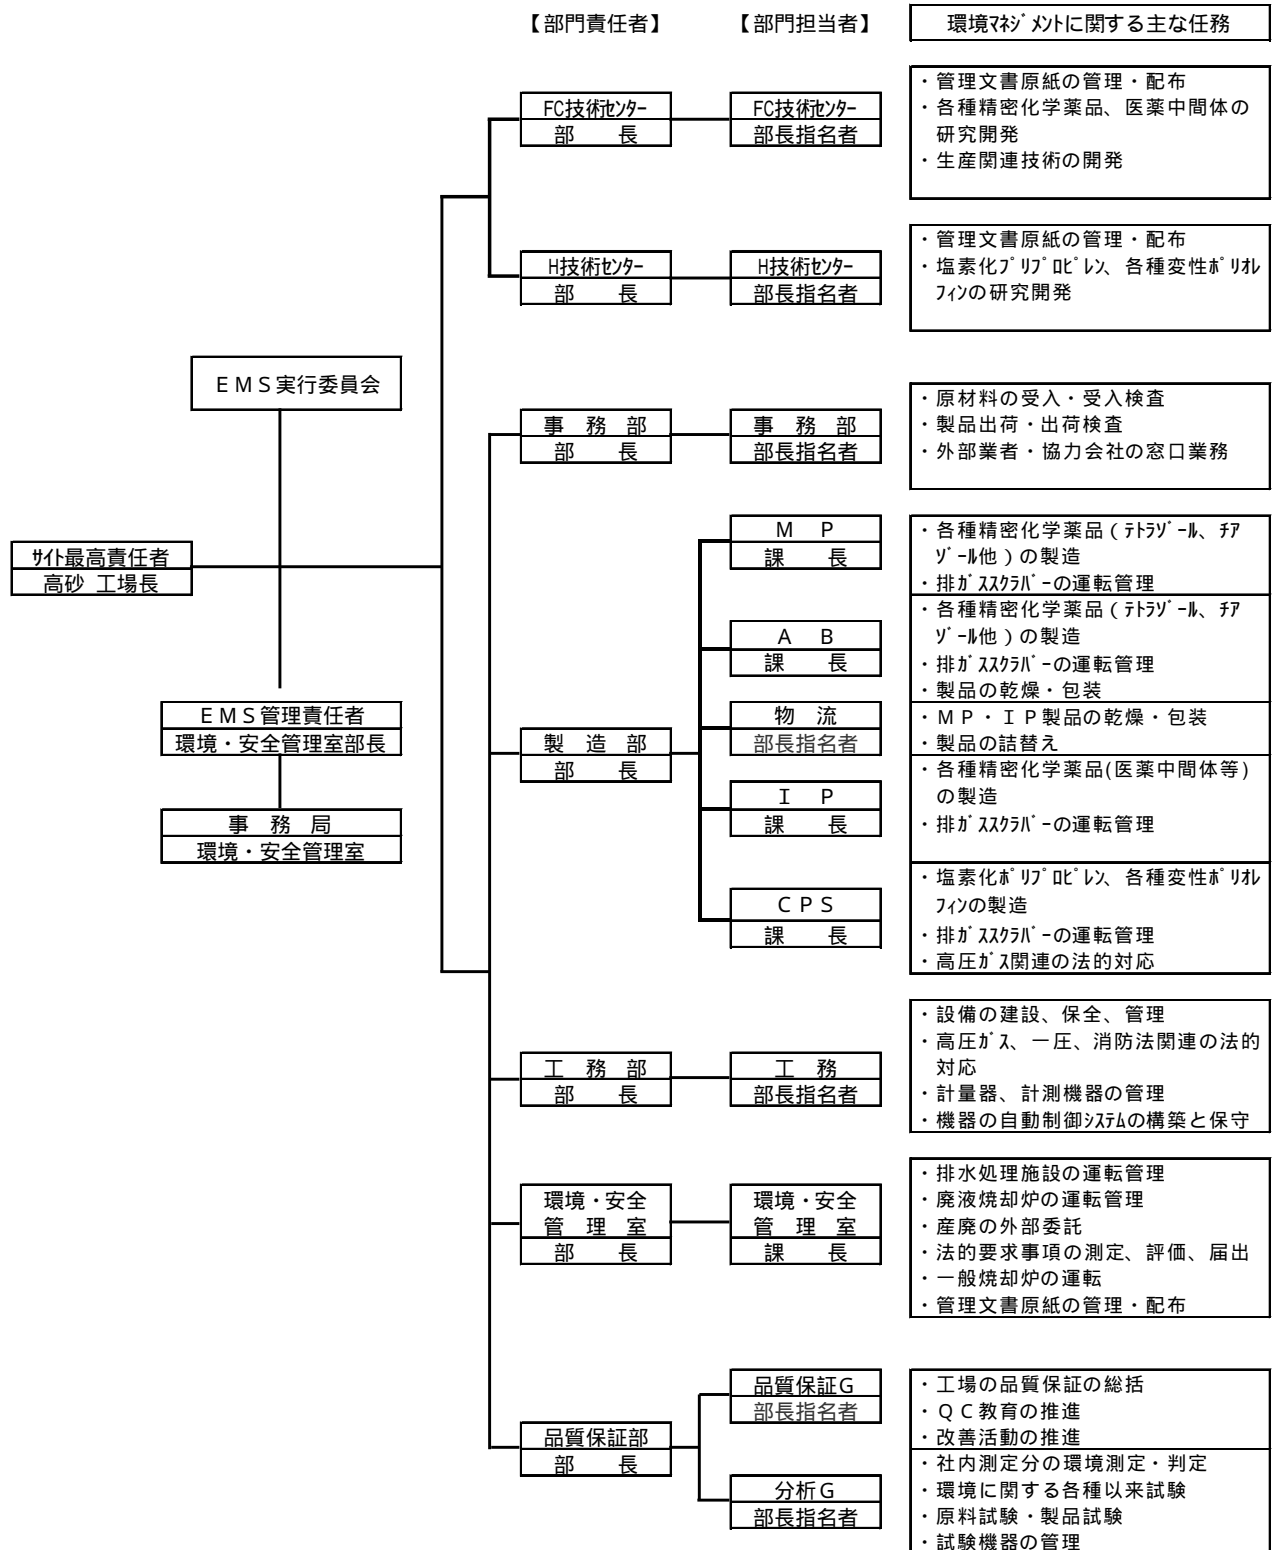 【部門責任者】 【部門担当者】 環境ﾏﾈｼﾞﾒﾝﾄに関する主な任務
FC技術ｾﾝﾀｰ
部 長
FC技術ｾﾝﾀｰ
部長指名者
・管理文書原紙の管理・配布
・各種精密化学薬品、医薬中間体の
研究開発
・生産関連技術の開発
H技術ｾﾝﾀｰ
部 長
H技術ｾﾝﾀｰ
部長指名者
・管理文書原紙の管理・配布
・塩素化ﾌﾟﾘﾌﾟﾛﾋﾟﾚﾝ、各種変性ﾎﾟﾘｵﾚ
ﾌｨﾝの研究開発
ＥＭＳ実行委員会
事 務 部
部 長
事 務 部
部長指名者
・原材料の受入・受入検査
・製品出荷・出荷検査
・外部業者・協力会社の窓口業務
ｻｲﾄ最高責任者
高砂 工場長
ＥＭＳ管理責任者
環境・安全管理室部長
事 務 局
環境・安全管理室
製 造 部
部 長
Ｍ Ｐ
課 長
・各種精密化学薬品（ﾃﾄﾗｿﾞｰﾙ、ﾁｱ
ｿﾞｰﾙ他）の製造
・排ｶﾞｽｽｸﾗﾊﾞｰの運転管理
Ａ Ｂ
課 長
・各種精密化学薬品（ﾃﾄﾗｿﾞｰﾙ、ﾁｱ
ｿﾞｰﾙ他）の製造
・排ｶﾞｽｽｸﾗﾊﾞｰの運転管理
・製品の乾燥・包装
物 流
部長指名者
・ＭＰ・ＩＰ製品の乾燥・包装
・製品の詰替え
Ｉ Ｐ
課 長
・各種精密化学薬品(医薬中間体等)
の製造
・排ｶﾞｽｽｸﾗﾊﾞｰの運転管理
ＣＰＳ
課 長
・塩素化ﾎﾟﾘﾌﾟﾛﾋﾟﾚﾝ、各種変性ﾎﾟﾘｵﾚ
ﾌｨﾝの製造
・排ｶﾞｽｽｸﾗﾊﾞｰの運転管理
・高圧ｶﾞｽ関連の法的対応
工 務 部
部 長
工 務
部長指名者
・設備の建設、保全、管理
・高圧ｶﾞｽ、一圧、消防法関連の法的
対応
・計量器、計測機器の管理
・機器の自動制御ｼｽﾃﾑの構築と保守
環境・安全
管 理 室
部 長
環境・安全
管 理 室
課 長
・排水処理施設の運転管理
・廃液焼却炉の運転管理
・産廃の外部委託
・法的要求事項の測定、評価、届出
・一般焼却炉の運転
・管理文書原紙の管理・配布
品質保証部
部 長
品質保証Ｇ
部長指名者
・工場の品質保証の総括
・ＱＣ教育の推進
・改善活動の推進
分析Ｇ
部長指名者
・社内測定分の環境測定・判定
・環境に関する各種以来試験
・原料試験・製品試験
・試験機器の管理